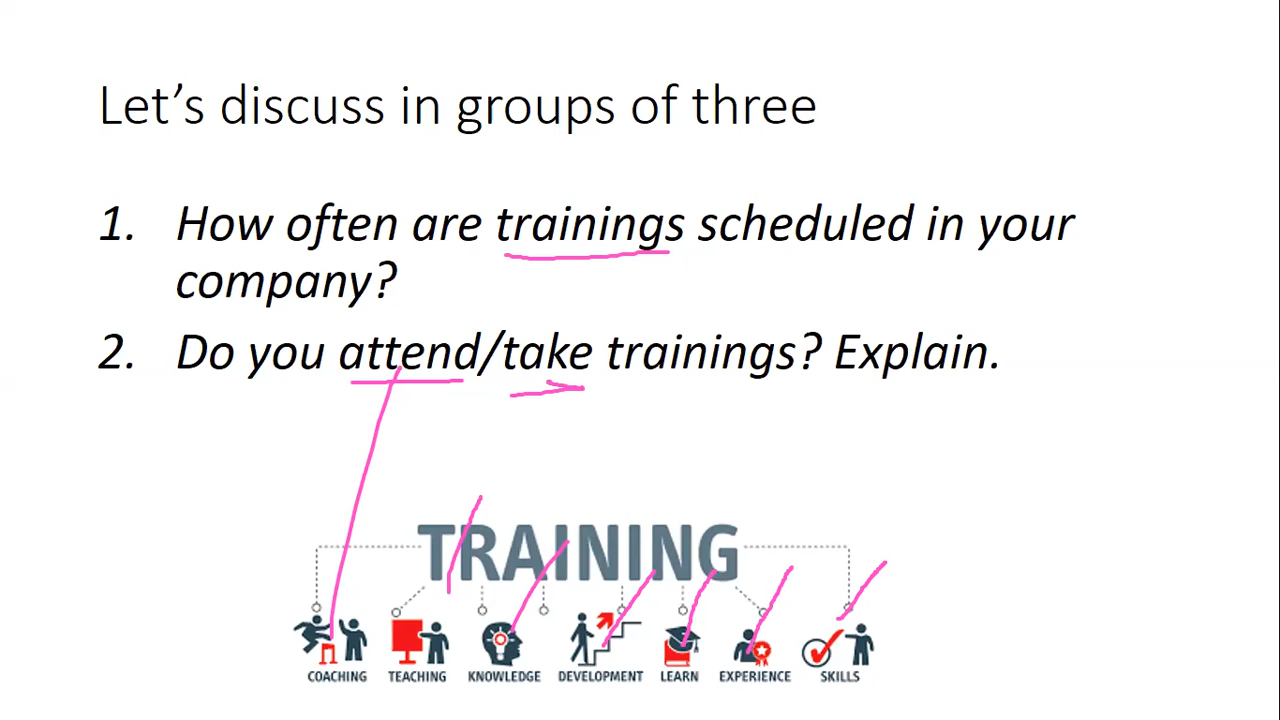 Let’s discuss in groups of three
1. How often are trainings scheduled in your
company?
2. Do you attend/take trainings? Explain.
TRAINING
COACHING TEACHING KNOWLEDGE DEVELOPMENT LEARN EXPERIENCE SKILLS